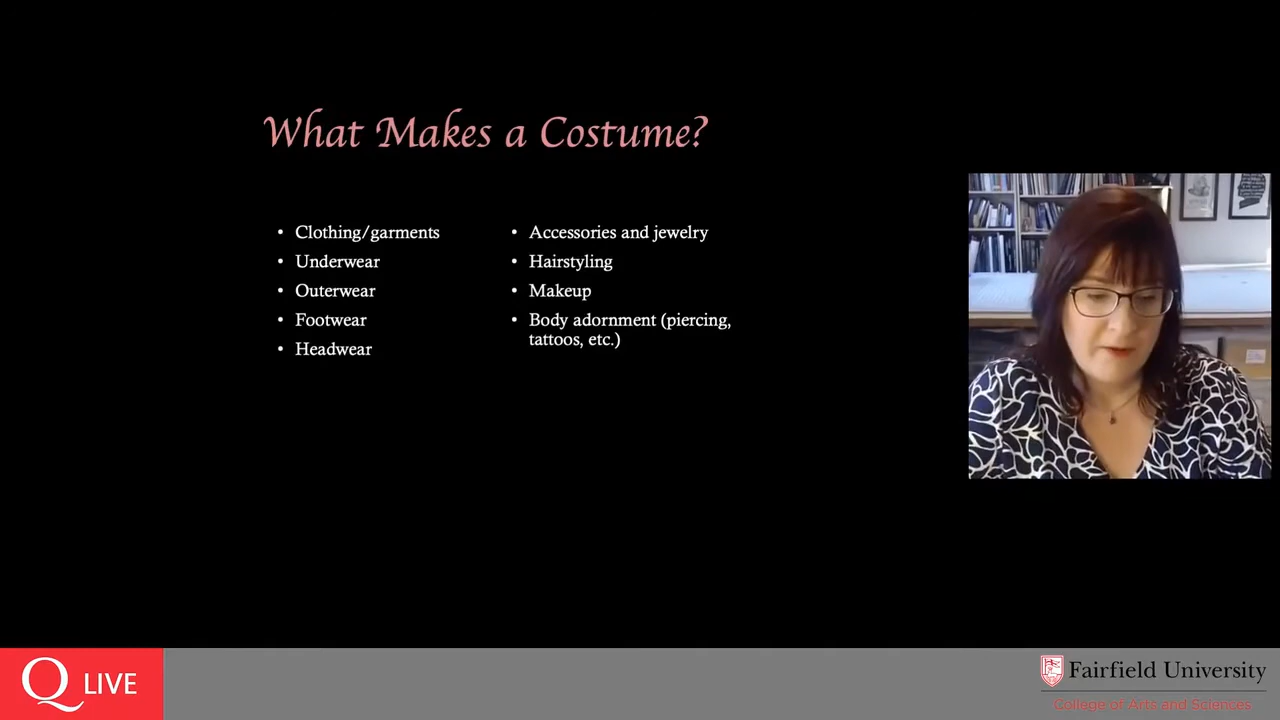 What Makes a Costume?
• Clothing/garments
• Underwear
• Outerwear
• Footwear
• Headwear
• Accessories and jewelry
• Hairstyling
• Makeup
• Body adornment (piercing,
tattoos, etc.)
Q LIVE
Fairfield University
College of Arts and Sciences